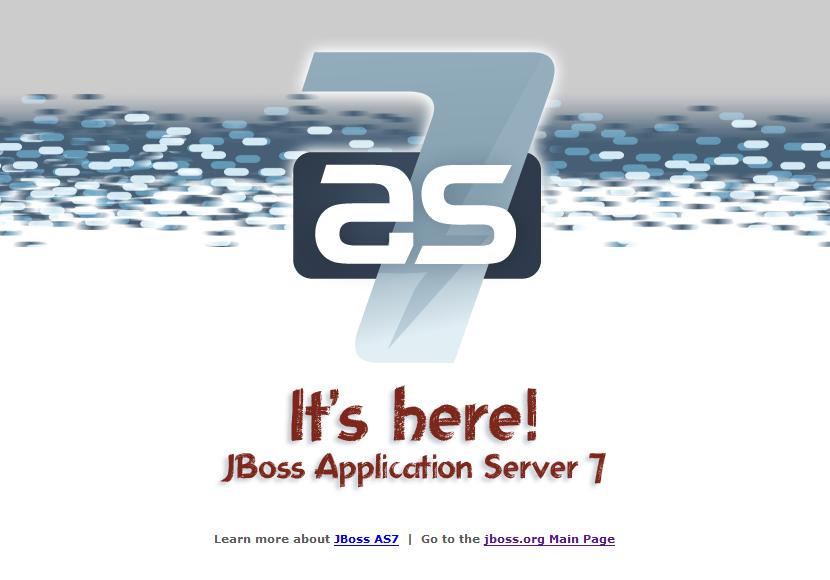 7
as
It's here!
JBoss Application Server 7
Learn more about JBoss AS7 | Go to the jboss.org Main Page